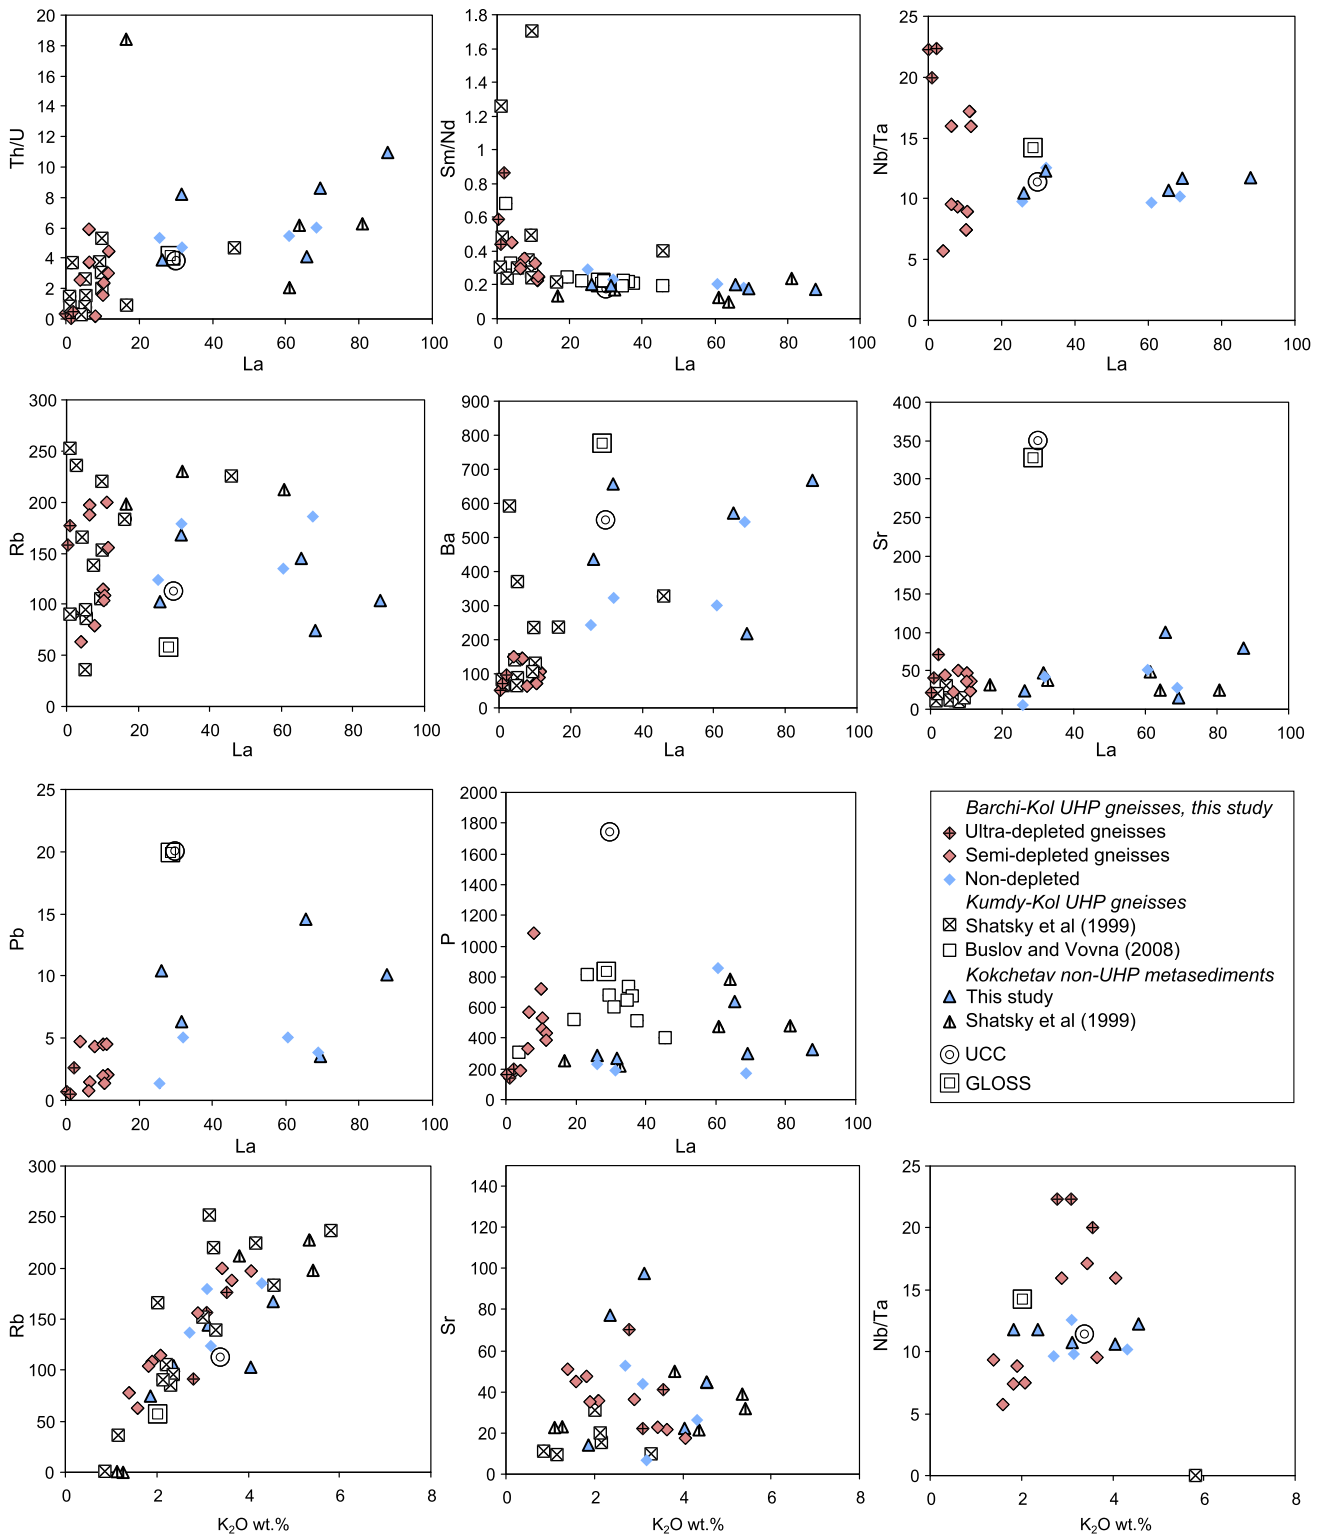 20
18
16
14
12
10
8
6
4
2
0
Th/U
0 20 40 60 80 100
La
1.8
1.6
1.4
1.2
1
0.8
0.6
0.4
0.2
0
Sm/Nd
0 20 40 60 80 100
La
25
20
15
10
5
0
Nb/Ta
0 20 40 60 80 100
La
300
250
200
150
100
50
0
Rb
0 20 40 60 80 100
La
900
800
700
600
500
400
300
200
100
0
Ba
0 20 40 60 80 100
La
400
350
300
250
200
150
100
50
0
Sr
0 20 40 60 80 100
La
25
20
15
10
5
0
Pb
0 20 40 60 80 100
La
2000
1800
1600
1400
1200
1000
800
600
400
200
0
P
0 20 40 60 80 100
La
Barchi-Kol UHP gneisses, this study
Ultra-depleted gneisses
Semi-depleted gneisses
Non-depleted
Kumdy-Kol UHP gneisses
Shatsky et al (1999)
Buslov and Vovna (2008)
Kokchetav non-UHP metasediments
This study
Shatsky et al (1999)
UCC
GLOSS
300
250
200
150
100
50
0
Rb
0 2 4 6 8
K₂O wt.%
140
120
100
80
60
40
20
0
Sr
0 2 4 6 8
K₂O wt.%
25
20
15
10
5
0
Nb/Ta
0 2 4 6 8
K₂O wt.%